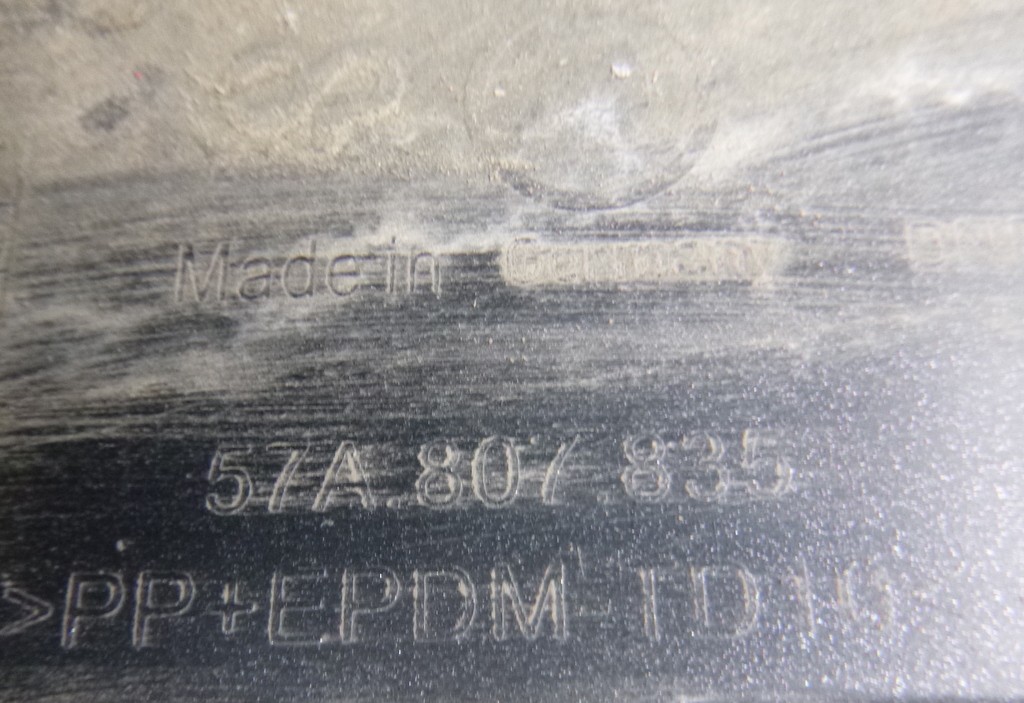 Made in Germany
57A.807.835
>PP+EPDM-TD10